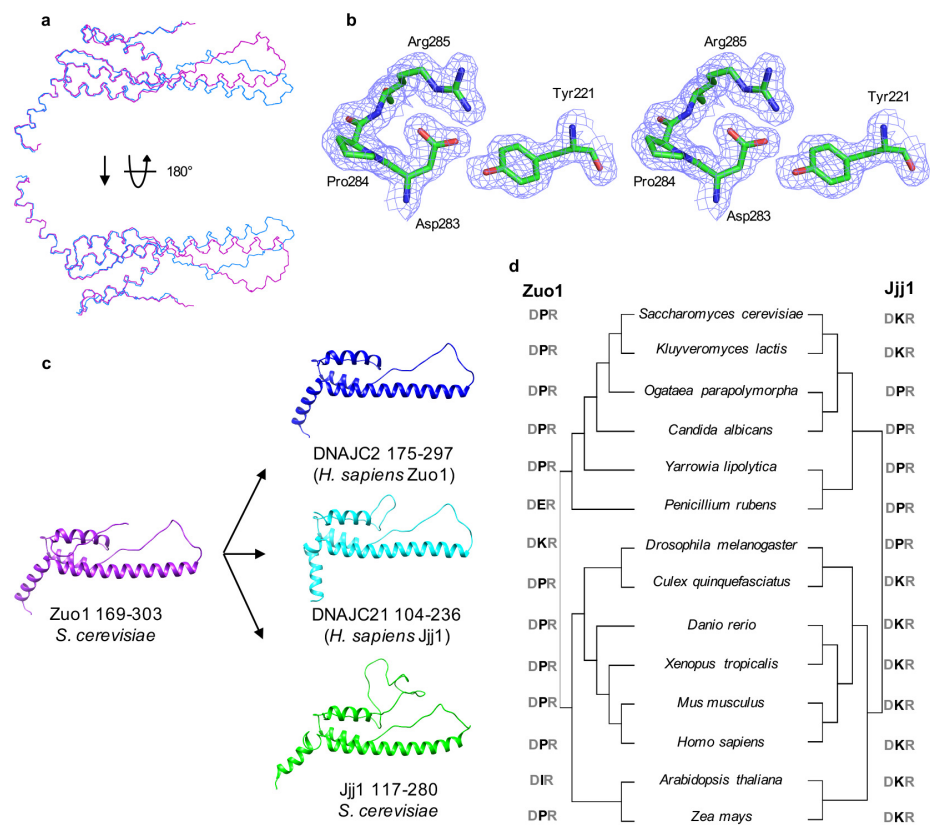 a
180°
b
Arg285
Tyr221
Pro284
Asp283
Arg285
Tyr221
Pro284
Asp283
c
Zuo1 169-303
S. cerevisiae
DNAJC2 175-297
(H. sapiens Zuo1)
DNAJC21 104-236
(H. sapiens Jjj1)
Jjj1 117-280
S. cerevisiae
d
Zuo1 Jjj1
DPR Saccharomyces cerevisiae DKR
DPR Kluyveromyces lactis DKR
DPR Ogataea parapolymorpha DPR
DPR Candida albicans DPR
DPR Yarrowia lipolytica DPR
DER Penicillium rubens DPR
DKR Drosophila melanogaster DPR
DPR Culex quinquefasciatus DKR
DPR Danio rerio DKR
DPR Xenopus tropicalis DKR
DPR Mus musculus DKR
DPR Homo sapiens DKR
DIR Arabidopsis thaliana DKR
DPR Zea mays DKR